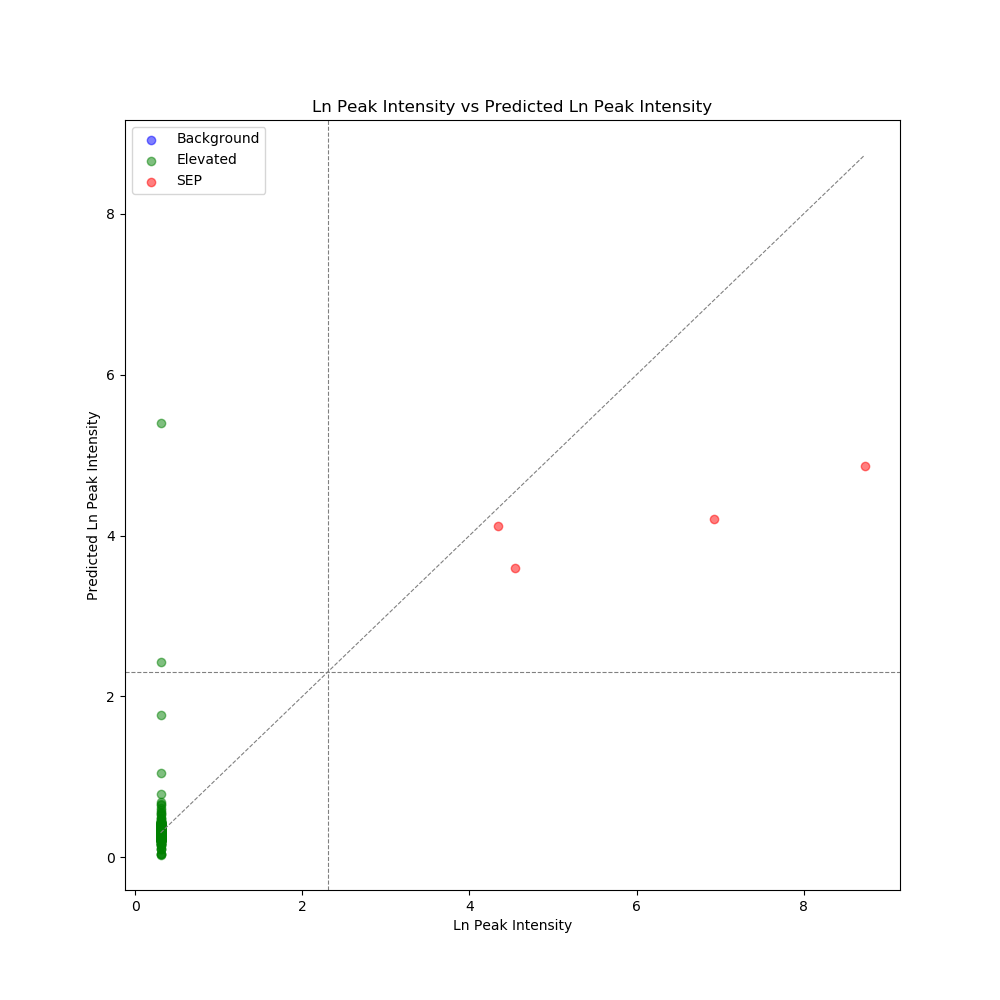 Ln Peak Intensity vs Predicted Ln Peak Intensity
Background
Elevated
SEP
8
6
4
2
0
Predicted Ln Peak Intensity
0 2 4 6 8
Ln Peak Intensity